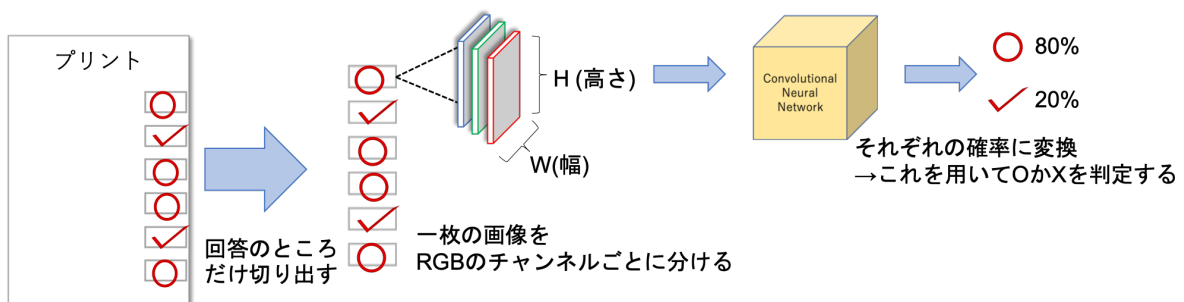 プリント
回答のところ
だけ切り出す
H (高さ)
W(幅)
一枚の画像を
RGBのチャンネルごとに分ける
Convolutional
Neural
Network
80%
20%
それぞれの確率に変換
→これを用いてOかXを判定する